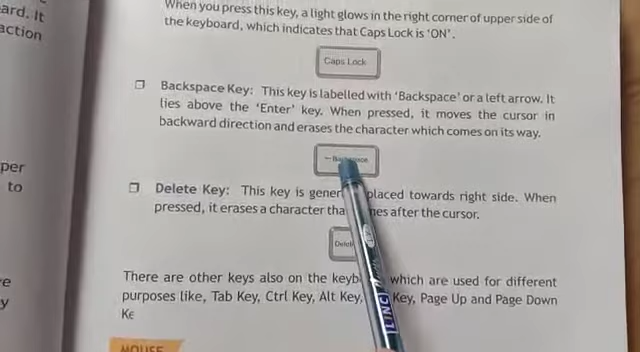 ard. It
action
When you press this key, a light glows in the right corner of upper side of
the keyboard, which indicates that Caps Lock is 'ON'.
Caps Lock
❐ Backspace Key: This key is labelled with 'Backspace' or a left arrow. It
lies above the 'Enter' key. When pressed, it moves the cursor in
backward direction and erases the character which comes on its way.
←Backspace
per
to
❐ Delete Key: This key is gener placed towards right side. When
pressed, it erases a character tha mes after the cursor.
Delet
There are other keys also on the keyb which are used for different
purposes like, Tab Key, Ctrl Key, Alt Key, Key, Page Up and Page Down
Ke
y
MOUSE
LINC